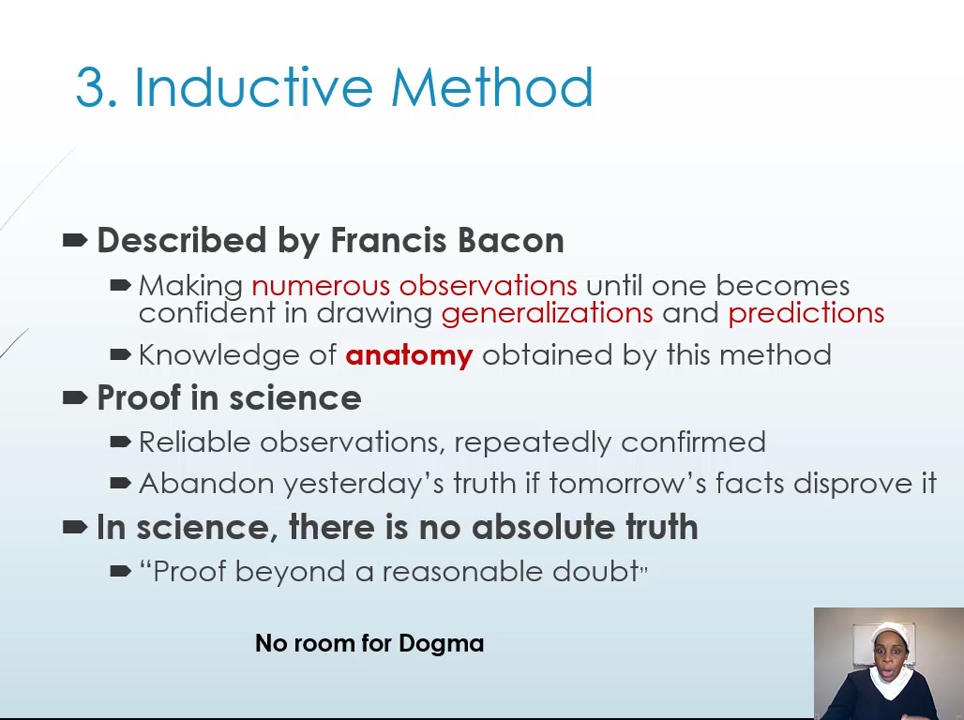 3. Inductive Method
Described by Francis Bacon
Making numerous observations until one becomes
confident in drawing generalizations and predictions
Knowledge of anatomy obtained by this method
Proof in science
Reliable observations, repeatedly confirmed
Abandon yesterday’s truth if tomorrow’s facts disprove it
In science, there is no absolute truth
“Proof beyond a reasonable doubt”
No room for Dogma